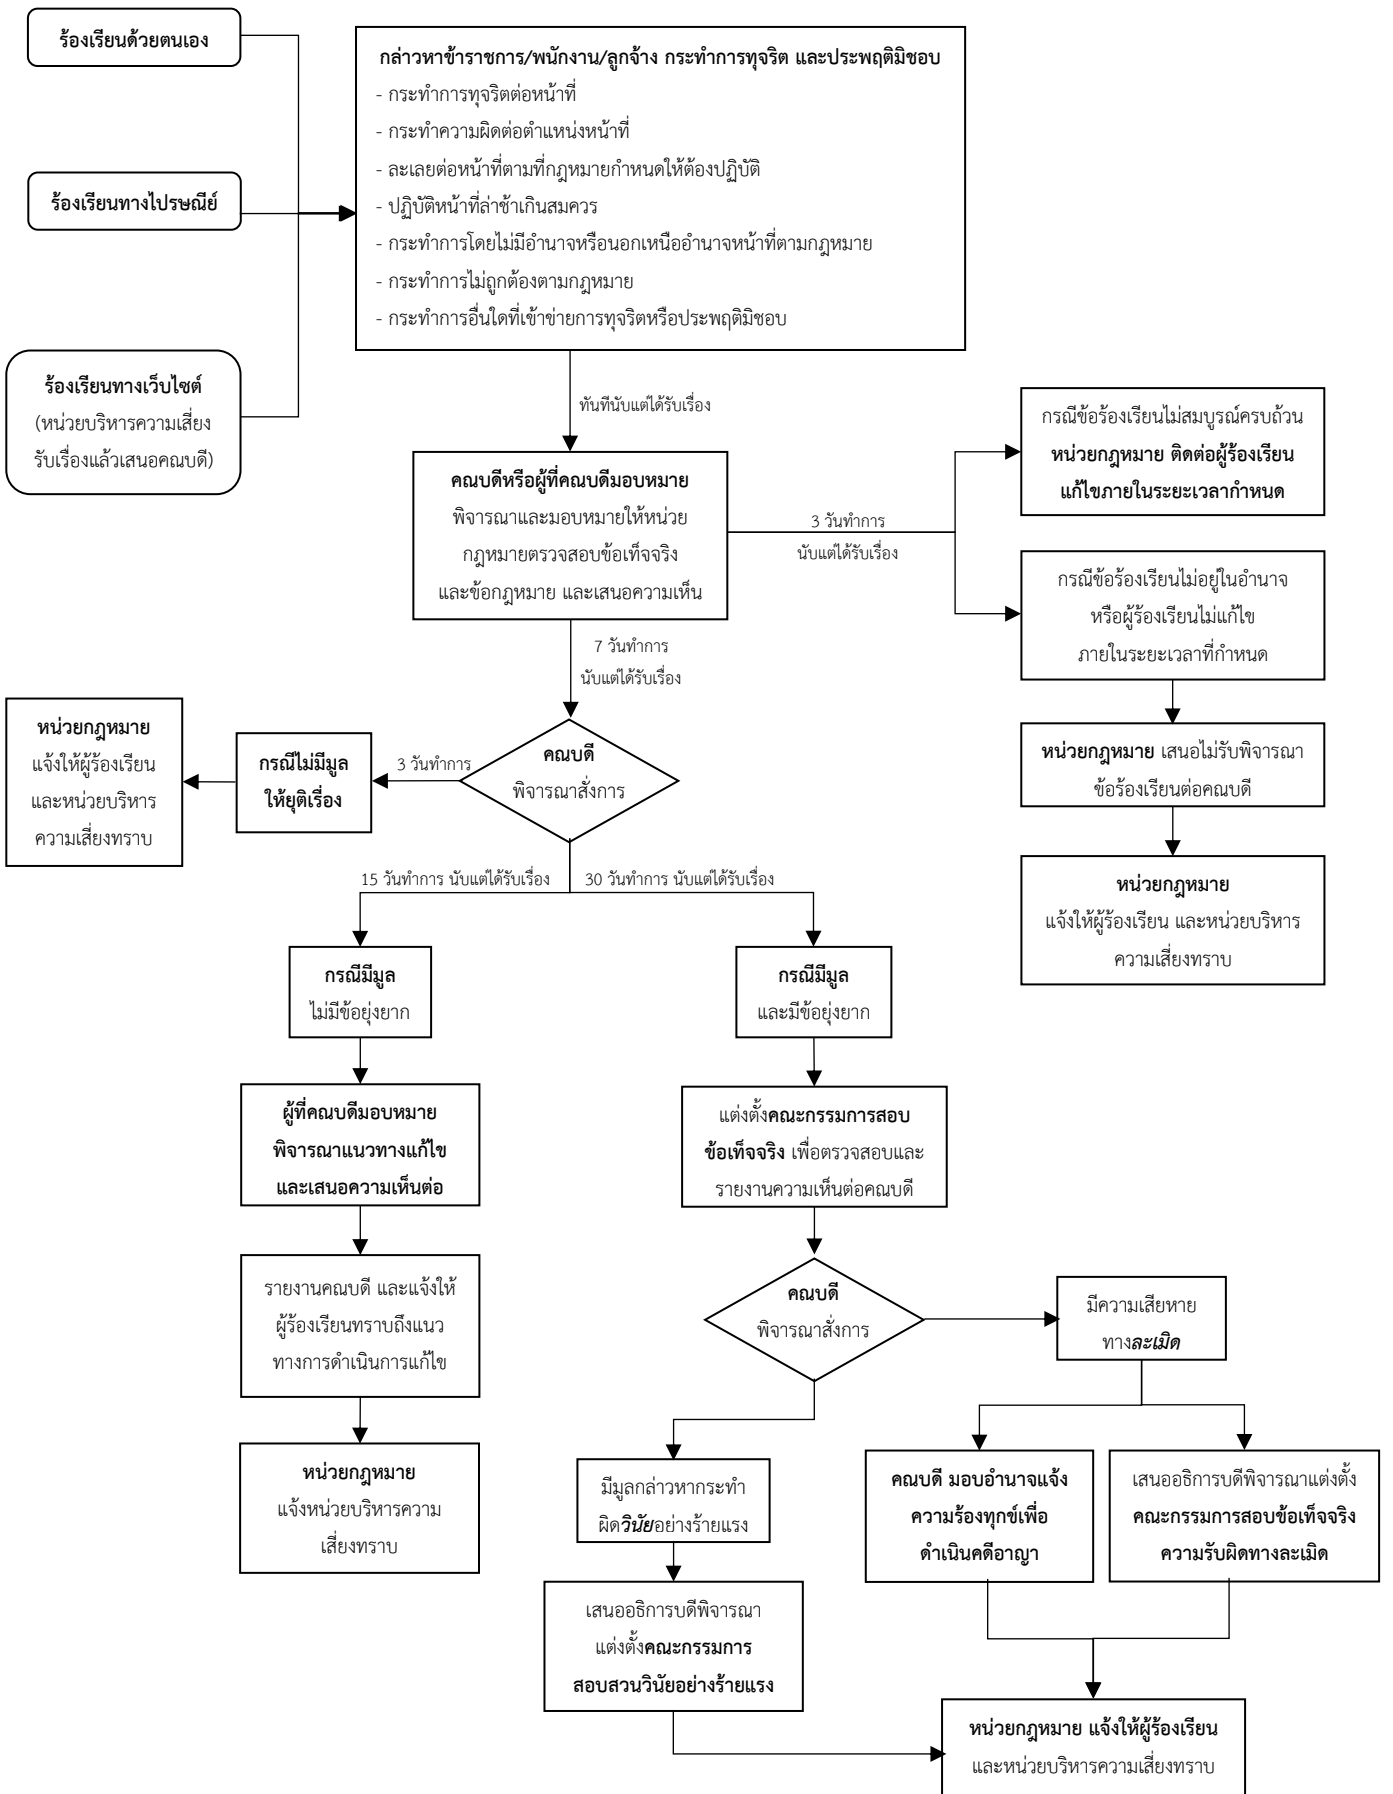 ร้องเรียนด้วยตนเอง
ร้องเรียนทางไปรษณีย์
ร้องเรียนทางเว็บไซต์
(หน่วยบริหารความเสี่ยง
รับเรื่องแล้วเสนอคณบดี)
กล่าวหาข้าราชการ/พนักงาน/ลูกจ้าง กระทำการทุจริต และประพฤติมิชอบ
- กระทำการทุจริตต่อหน้าที่
- กระทำความผิดต่อตำแหน่งหน้าที่
- ละเลยต่อหน้าที่ตามที่กฎหมายกำหนดให้ต้องปฏิบัติ
- ปฏิบัติหน้าที่ล่าช้าเกินสมควร
- กระทำการโดยไม่มีอำนาจหรือนอกเหนืออำนาจหน้าที่ตามกฎหมาย
- กระทำการไม่ถูกต้องตามกฎหมาย
- กระทำการอื่นใดที่เข้าข่ายการทุจริตหรือประพฤติมิชอบ
ทันทีนับแต่ได้รับเรื่อง
คณบดีหรือผู้ที่คณบดีมอบหมาย
พิจารณาและมอบหมายให้หน่วย
กฎหมายตรวจสอบข้อเท็จจริง
และข้อกฎหมาย และเสนอความเห็น
3 วันทำการ
นับแต่ได้รับเรื่อง
กรณีข้อร้องเรียนไม่สมบูรณ์ครบถ้วน
หน่วยกฎหมาย ติดต่อผู้ร้องเรียน
แก้ไขภายในระยะเวลากำหนด
กรณีข้อร้องเรียนไม่อยู่ในอำนาจ
หรือผู้ร้องเรียนไม่แก้ไข
ภายในระยะเวลาที่กำหนด
หน่วยกฎหมาย เสนอไม่รับพิจารณา
ข้อร้องเรียนต่อคณบดี
หน่วยกฎหมาย
แจ้งให้ผู้ร้องเรียน และหน่วยบริหาร
ความเสี่ยงทราบ
7 วันทำการ
นับแต่ได้รับเรื่อง
คณบดี
พิจารณาสั่งการ
3 วันทำการ
กรณีไม่มีมูล
ให้ยุติเรื่อง
หน่วยกฎหมาย
แจ้งให้ผู้ร้องเรียน
และหน่วยบริหาร
ความเสี่ยงทราบ
15 วันทำการ นับแต่ได้รับเรื่อง
30 วันทำการ นับแต่ได้รับเรื่อง
กรณีมีมูล
ไม่มีข้อยุ่งยาก
ผู้ที่คณบดีมอบหมาย
พิจารณาแนวทางแก้ไข
และเสนอความเห็นต่อ
รายงานคณบดี และแจ้งให้
ผู้ร้องเรียนทราบถึงแนว
ทางการดำเนินการแก้ไข
หน่วยกฎหมาย
แจ้งหน่วยบริหารความ
เสี่ยงทราบ
กรณีมีมูล
และมีข้อยุ่งยาก
แต่งตั้งคณะกรรมการสอบ
ข้อเท็จจริง เพื่อตรวจสอบและ
รายงานความเห็นต่อคณบดี
คณบดี
พิจารณาสั่งการ
มีความเสียหาย
ทางละเมิด
มีมูลกล่าวหากระทำ
ผิดวินัยอย่างร้ายแรง
คณบดี มอบอำนาจแจ้ง
ความร้องทุกข์เพื่อ
ดำเนินคดีอาญา
เสนออธิการบดีพิจารณาแต่งตั้ง
คณะกรรมการสอบข้อเท็จจริง
ความรับผิดทางละเมิด
เสนออธิการบดีพิจารณา
แต่งตั้งคณะกรรมการ
สอบสวนวินัยอย่างร้ายแรง
หน่วยกฎหมาย แจ้งให้ผู้ร้องเรียน
และหน่วยบริหารความเสี่ยงทราบ